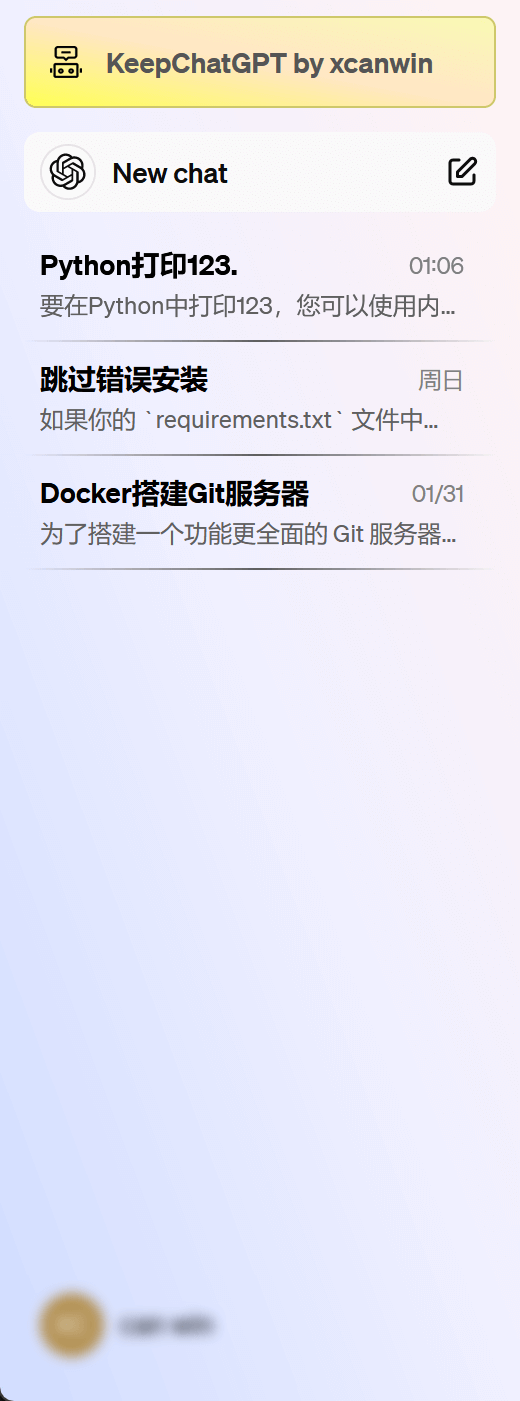 KeepChatGPT by xcanwin
New chat
Python打印123. 01:06
要在Python中打印123，您可以使用内...
跳过错误安装 周日
如果你的 `requirements.txt` 文件中...
Docker搭建Git服务器 01/31
为了搭建一个功能更全面的 Git 服务器...
can win